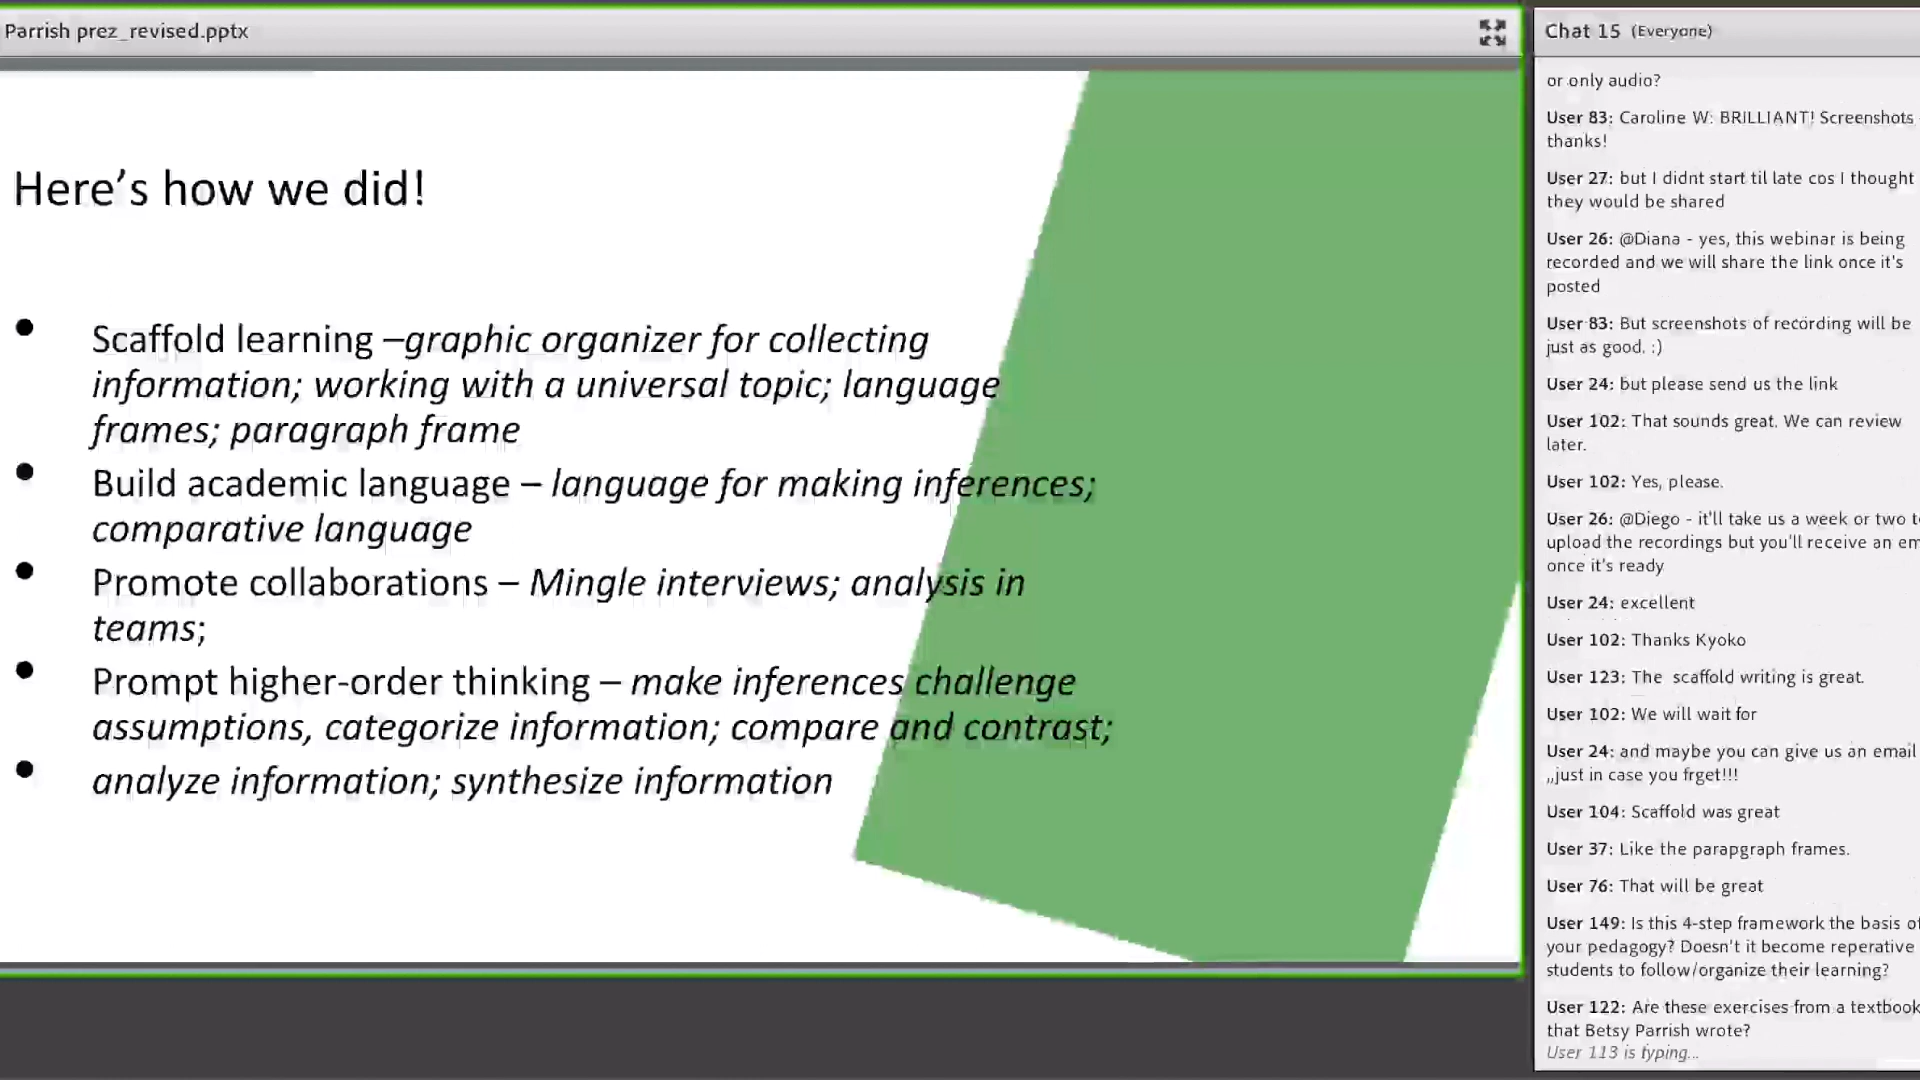 Parrish prez_revised.pptx
Here's how we did!
• Scaffold learning –graphic organizer for collecting
information; working with a universal topic; language
frames; paragraph frame
• Build academic language – language for making inferences;
comparative language
• Promote collaborations – Mingle interviews; analysis in
teams;
• Prompt higher-order thinking – make inferences challenge
assumptions, categorize information; compare and contrast;
• analyze information; synthesize information
Chat 15 (Everyone)
or only audio?
User 83: Caroline W: BRILLIANT! Screenshots
thanks!
User 27: but I didnt start til late cos I thought
they would be shared
User 26: @Diana - yes, this webinar is being
recorded and we will share the link once it's
posted
User 83: But screenshots of recording will be
just as good. :)
User 24: but please send us the link
User 102: That sounds great. We can review
later.
User 102: Yes, please.
User 26: @Diego - it'll take us a week or two
upload the recordings but you'll receive an
once it's ready
User 24: excellent
User 102: Thanks Kyoko
User 123: The scaffold writing is great.
User 102: We will wait for
User 24: and maybe you can give us an email
,,just in case you frget!!!
User 104: Scaffold was great
User 37: Like the parapgraph frames.
User 76: That will be great
User 149: Is this 4-step framework the basis
your pedagogy? Doesn't it become reperative
students to follow/organize their learning?
User 122: Are these exercises from a textbook
that Betsy Parrish wrote?
User 113 is typing...